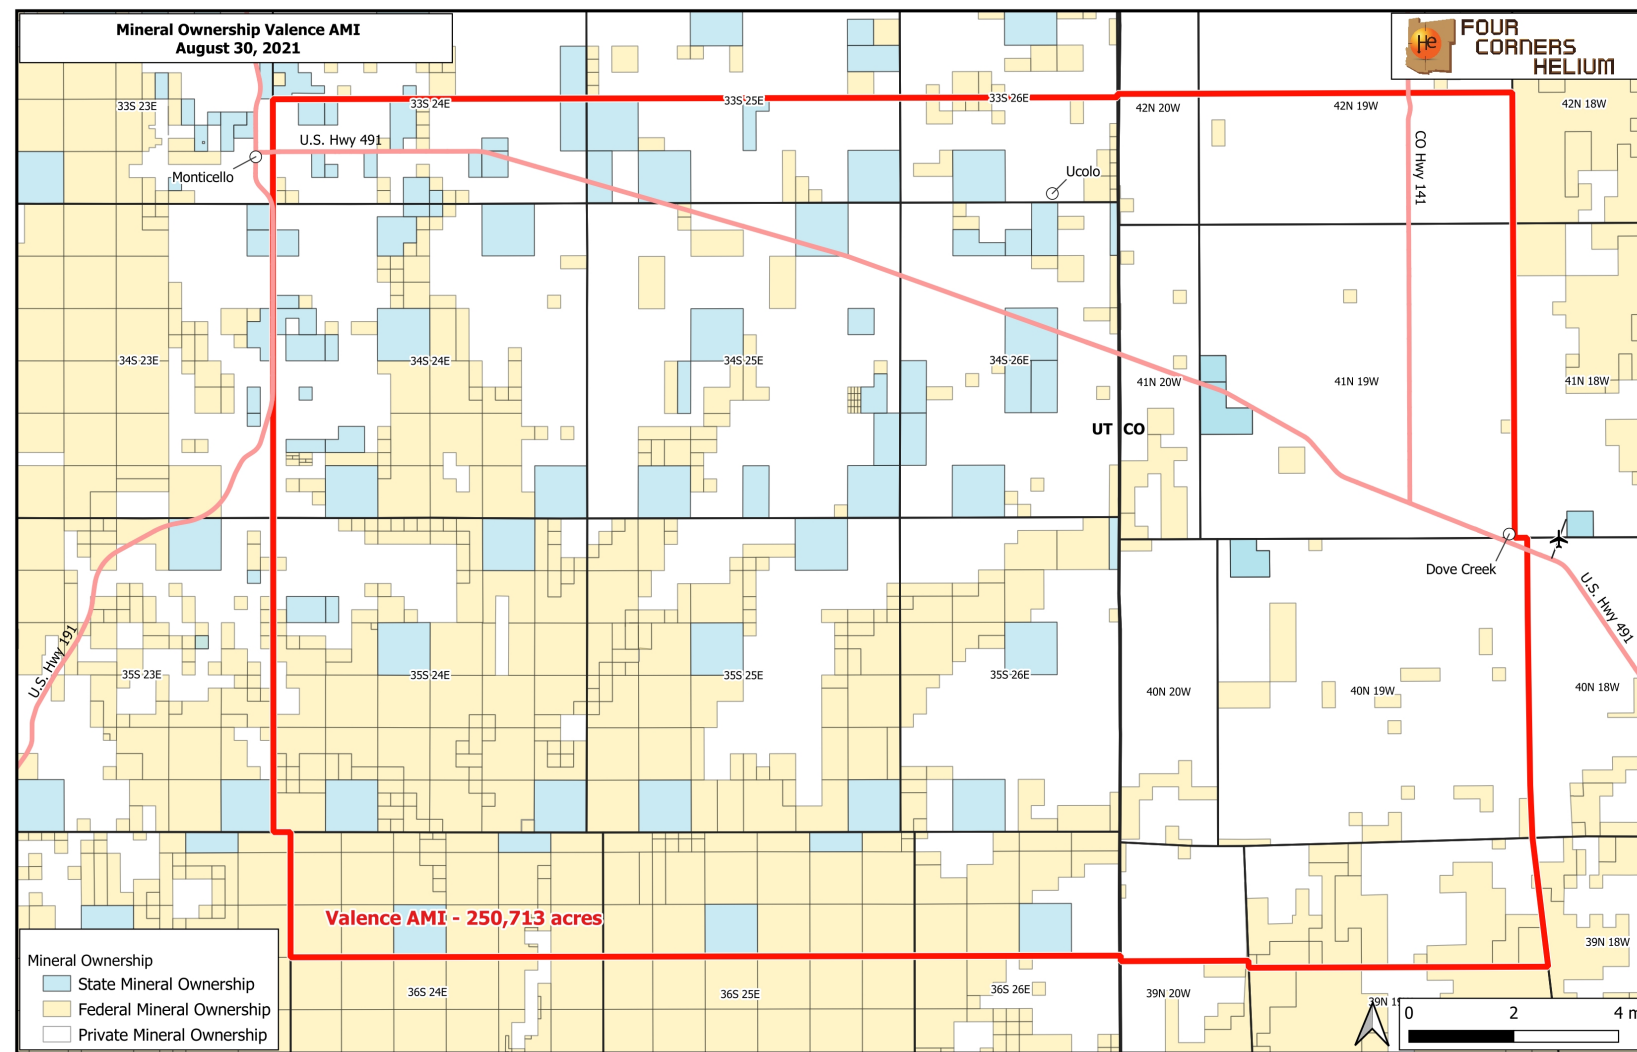 Mineral Ownership Valence AMI
August 30, 2021
He
FOUR
CORNERS
HELIUM
33S 23E
33S 24E
33S 25E
33S 26E
42N 20W
42N 19W
42N 18W
U.S. Hwy 491
CO Hwy 141
Monticello
Ucolo
34S 23E
34S 24E
34S 25E
34S 26E
41N 20W
41N 19W
41N 18W
UT
CO
Dove Creek
U.S. Hwy 491
U.S. Hwy 191
35S 23E
35S 24E
35S 25E
35S 26E
40N 20W
40N 19W
40N 18W
Valence AMI - 250,713 acres
39N 18W
36S 24E
36S 25E
36S 26E
39N 20W
39N 19
Mineral Ownership
State Mineral Ownership
Federal Mineral Ownership
Private Mineral Ownership
0 2 4 m